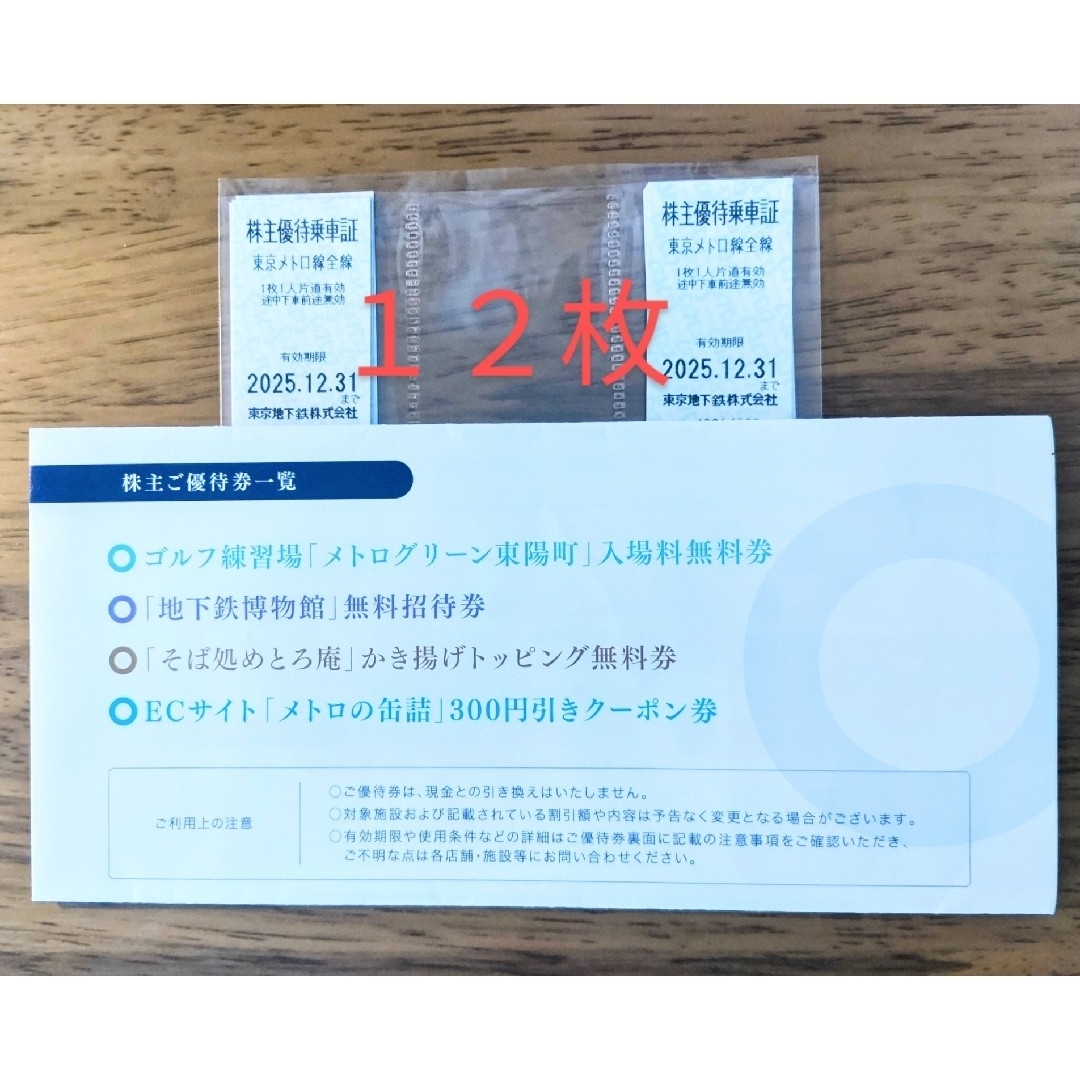 株主優待乗車証
東京メトロ線全線
1枚1人片道有効
途中下車前途無効
有効期限
2025.12.31
まで
東京地下鉄株式会社
株主優待乗車証
東京メトロ線全線
1枚1人片道有効
途中下車前途無効
有効期限
2025.12.31
まで
東京地下鉄株式会社
12枚
株主ご優待券一覧
ゴルフ練習場「メトログリーン東陽町」入場料無料券
「地下鉄博物館」無料招待券
「そば処めとろ庵」かき揚げトッピング無料券
ECサイト「メトロの缶詰」300円引きクーポン券
ご利用上の注意
○ご優待券は、現金との引き換えはいたしません。
○対象施設および記載されている割引額や内容は予告なく変更となる場合がございます。
○有効期限や使用条件などの詳細はご優待券裏面に記載の注意事項をご確認いただき、
ご不明な点は各店舗・施設等にお問い合わせください。